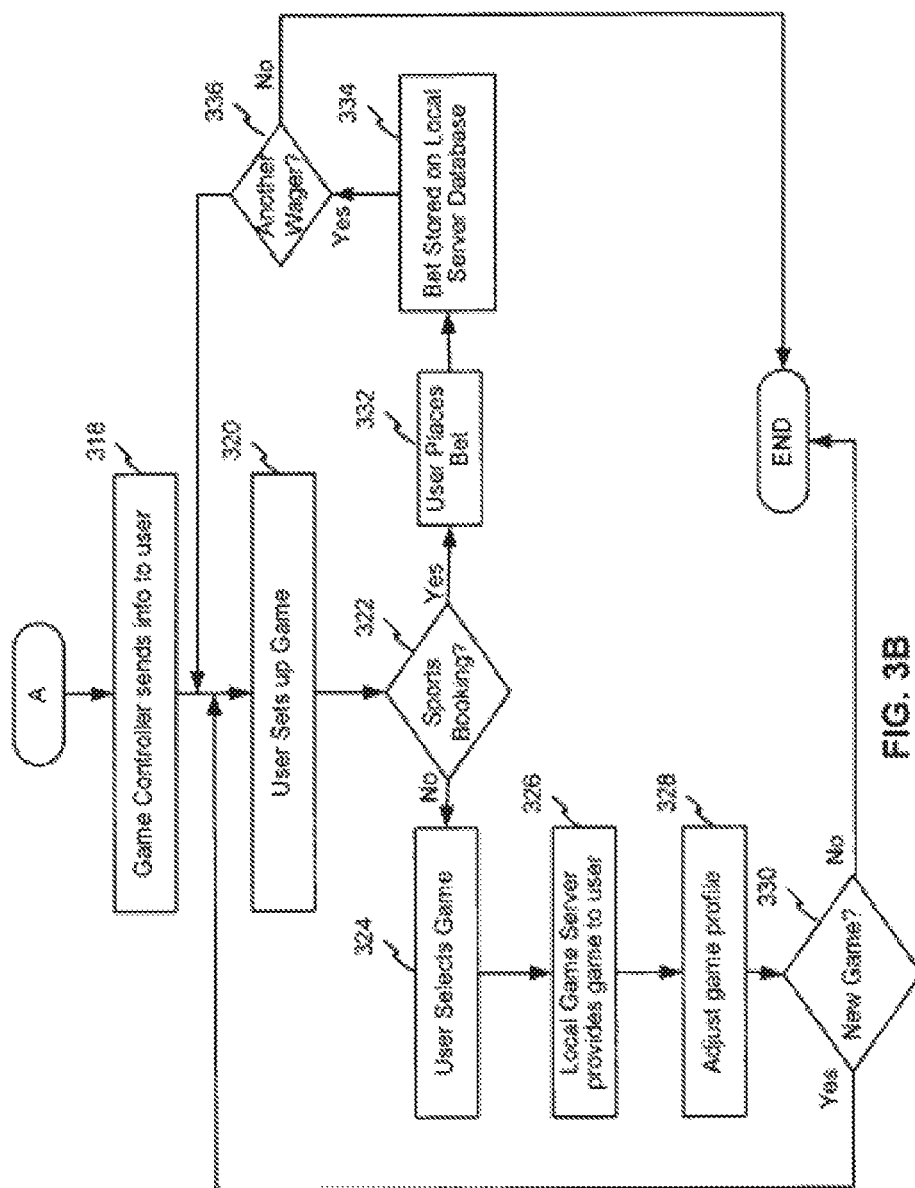 A
318
Game Controller sends info to user
320
User Sets up Game
322
Sports
Booking?
Yes
No
332
User Places
Bet
334
Bet Stored on Local
Server Database
336
Another
Wager?
Yes
No
324
User Selects Game
326
Local Game Server
provides game to user
328
Adjust game profile
330
New Game?
Yes
No
END
FIG. 3B